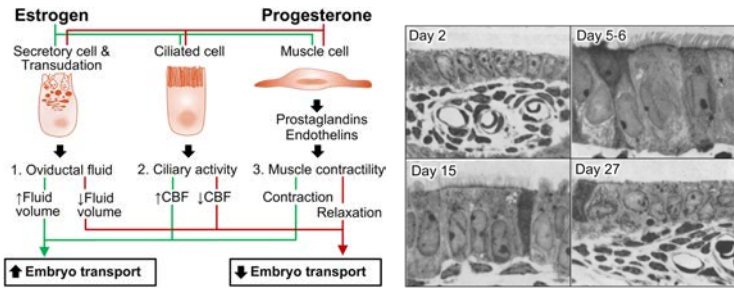 Estrogen
Progesterone
Secretory cell &
Transudation
Ciliated cell
Muscle cell
Prostaglandins
Endothelins
1. Oviductal fluid
2. Ciliary activity
3. Muscle contractility
↑Fluid
volume
↓Fluid
volume
↑CBF
↓CBF
Contraction
Relaxation
Embryo transport
Embryo transport
Day 2
Day 5-6
Day 15
Day 27